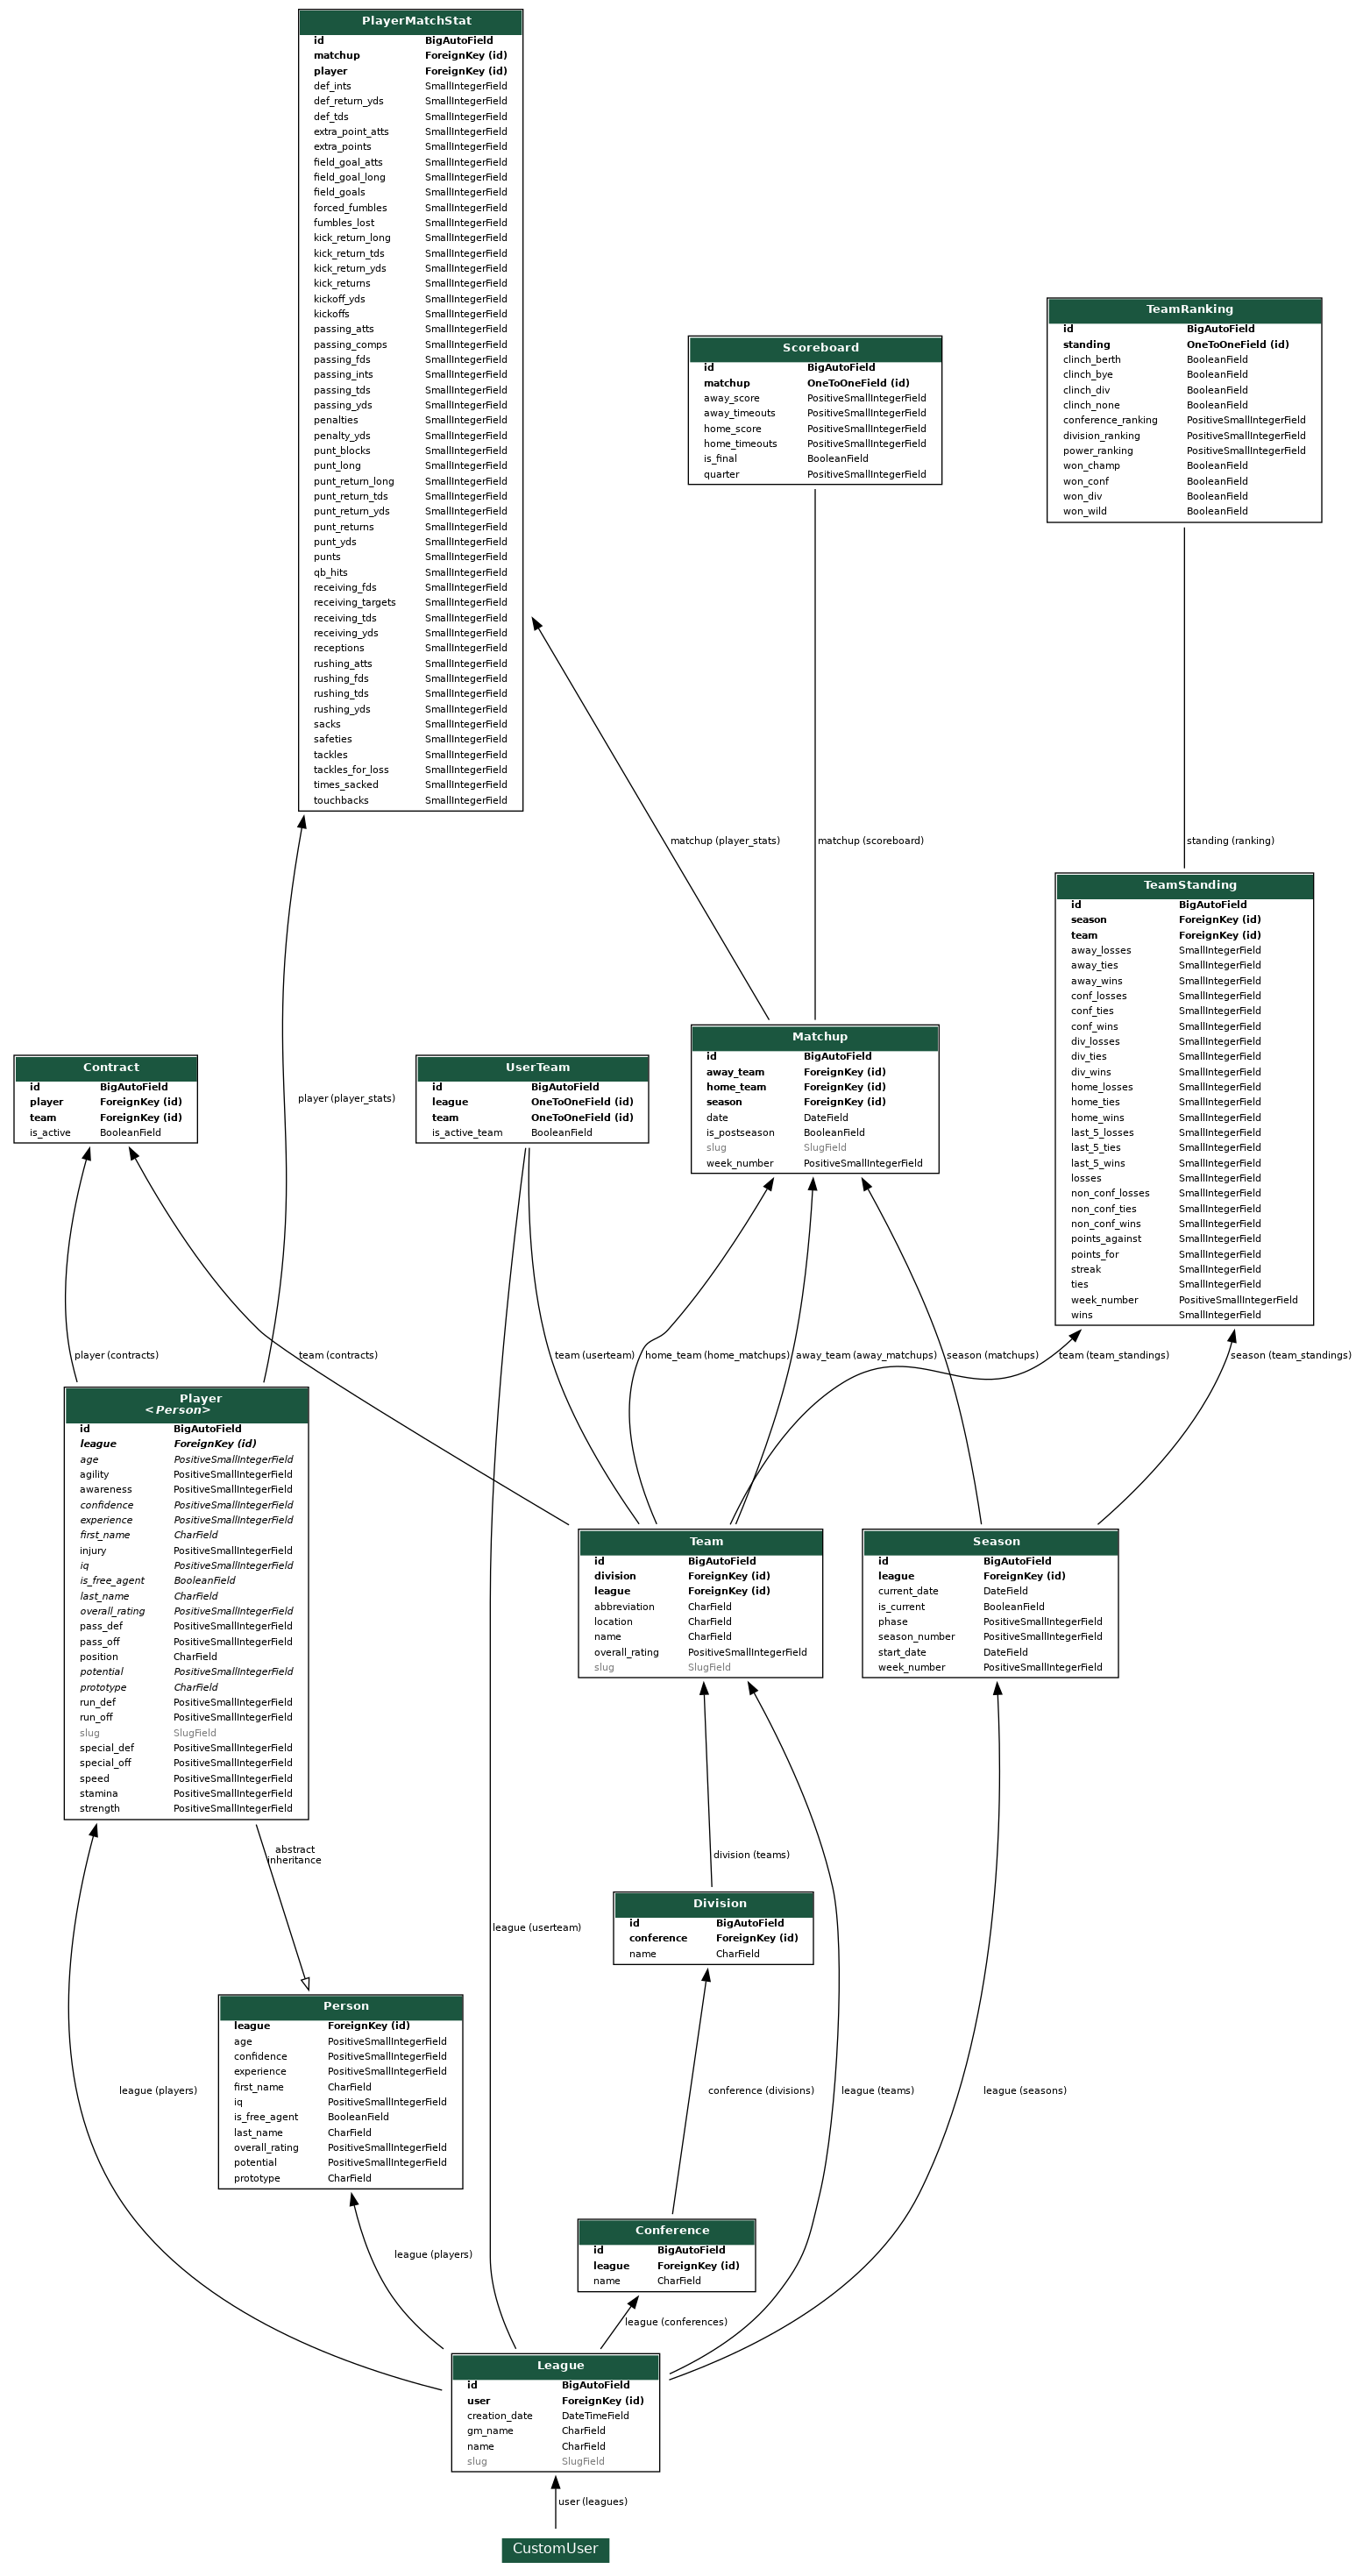 PlayerMatchStat
id BigAutoField
matchup ForeignKey (id)
player ForeignKey (id)
def_ints SmallIntegerField
def_return_yds SmallIntegerField
def_tds SmallIntegerField
extra_point_atts SmallIntegerField
extra_points SmallIntegerField
field_goal_atts SmallIntegerField
field_goal_long SmallIntegerField
field_goals SmallIntegerField
forced_fumbles SmallIntegerField
fumbles_lost SmallIntegerField
kick_return_long SmallIntegerField
kick_return_tds SmallIntegerField
kick_return_yds SmallIntegerField
kick_returns SmallIntegerField
kickoff_yds SmallIntegerField
kickoffs SmallIntegerField
passing_atts SmallIntegerField
passing_comps SmallIntegerField
passing_fds SmallIntegerField
passing_ints SmallIntegerField
passing_tds SmallIntegerField
passing_yds SmallIntegerField
penalties SmallIntegerField
penalty_yds SmallIntegerField
punt_blocks SmallIntegerField
punt_long SmallIntegerField
punt_return_long SmallIntegerField
punt_return_tds SmallIntegerField
punt_return_yds SmallIntegerField
punt_returns SmallIntegerField
punt_yds SmallIntegerField
punts SmallIntegerField
qb_hits SmallIntegerField
receiving_fds SmallIntegerField
receiving_targets SmallIntegerField
receiving_tds SmallIntegerField
receiving_yds SmallIntegerField
receptions SmallIntegerField
rushing_atts SmallIntegerField
rushing_fds SmallIntegerField
rushing_tds SmallIntegerField
rushing_yds SmallIntegerField
sacks SmallIntegerField
safeties SmallIntegerField
tackles SmallIntegerField
tackles_for_loss SmallIntegerField
times_sacked SmallIntegerField
touchbacks SmallIntegerField
TeamRanking
id BigAutoField
standing OneToOneField (id)
clinch_berth BooleanField
clinch_bye BooleanField
clinch_div BooleanField
clinch_none BooleanField
conference_ranking PositiveSmallIntegerField
division_ranking PositiveSmallIntegerField
power_ranking PositiveSmallIntegerField
won_champ BooleanField
won_conf BooleanField
won_div BooleanField
won_wild BooleanField
Scoreboard
id BigAutoField
matchup OneToOneField (id)
away_score PositiveSmallIntegerField
away_timeouts PositiveSmallIntegerField
home_score PositiveSmallIntegerField
home_timeouts PositiveSmallIntegerField
is_final BooleanField
quarter PositiveSmallIntegerField
matchup (player_stats)
matchup (scoreboard)
standing (ranking)
TeamStanding
id BigAutoField
season ForeignKey (id)
team ForeignKey (id)
away_losses SmallIntegerField
away_ties SmallIntegerField
away_wins SmallIntegerField
conf_losses SmallIntegerField
conf_ties SmallIntegerField
conf_wins SmallIntegerField
div_losses SmallIntegerField
div_ties SmallIntegerField
div_wins SmallIntegerField
home_losses SmallIntegerField
home_ties SmallIntegerField
home_wins SmallIntegerField
last_5_losses SmallIntegerField
last_5_ties SmallIntegerField
last_5_wins SmallIntegerField
losses SmallIntegerField
non_conf_losses SmallIntegerField
non_conf_ties SmallIntegerField
non_conf_wins SmallIntegerField
points_against SmallIntegerField
points_for SmallIntegerField
streak SmallIntegerField
ties SmallIntegerField
week_number PositiveSmallIntegerField
wins SmallIntegerField
Contract
id BigAutoField
player ForeignKey (id)
team ForeignKey (id)
is_active BooleanField
player (player_stats)
UserTeam
id BigAutoField
league OneToOneField (id)
team OneToOneField (id)
is_active_team BooleanField
Matchup
id BigAutoField
away_team ForeignKey (id)
home_team ForeignKey (id)
season ForeignKey (id)
date DateField
is_postseason BooleanField
slug SlugField
week_number PositiveSmallIntegerField
player (contracts)
team (contracts)
team (userteam)
home_team (home_matchups)
away_team (away_matchups)
season (matchups)
team (team_standings)
season (team_standings)
Player
<Person>
id BigAutoField
league ForeignKey (id)
age PositiveSmallIntegerField
agility PositiveSmallIntegerField
awareness PositiveSmallIntegerField
confidence PositiveSmallIntegerField
experience PositiveSmallIntegerField
first_name CharField
injury PositiveSmallIntegerField
iq PositiveSmallIntegerField
is_free_agent BooleanField
last_name CharField
overall_rating PositiveSmallIntegerField
pass_def PositiveSmallIntegerField
pass_off PositiveSmallIntegerField
position CharField
potential PositiveSmallIntegerField
prototype CharField
run_def PositiveSmallIntegerField
run_off PositiveSmallIntegerField
slug SlugField
special_def PositiveSmallIntegerField
special_off PositiveSmallIntegerField
speed PositiveSmallIntegerField
stamina PositiveSmallIntegerField
strength PositiveSmallIntegerField
Team
id BigAutoField
division ForeignKey (id)
league ForeignKey (id)
abbreviation CharField
location CharField
name CharField
overall_rating PositiveSmallIntegerField
slug SlugField
Season
id BigAutoField
league ForeignKey (id)
current_date DateField
is_current BooleanField
phase PositiveSmallIntegerField
season_number PositiveSmallIntegerField
start_date DateField
week_number PositiveSmallIntegerField
abstract
inheritance
division (teams)
league (userteam)
Division
id BigAutoField
conference ForeignKey (id)
name CharField
Person
league ForeignKey (id)
age PositiveSmallIntegerField
confidence PositiveSmallIntegerField
experience PositiveSmallIntegerField
first_name CharField
iq PositiveSmallIntegerField
is_free_agent BooleanField
last_name CharField
overall_rating PositiveSmallIntegerField
potential PositiveSmallIntegerField
prototype CharField
league (players)
conference (divisions)
league (teams)
league (seasons)
league (players)
Conference
id BigAutoField
league ForeignKey (id)
name CharField
league (conferences)
League
id BigAutoField
user ForeignKey (id)
creation_date DateTimeField
gm_name CharField
name CharField
slug SlugField
user (leagues)
CustomUser